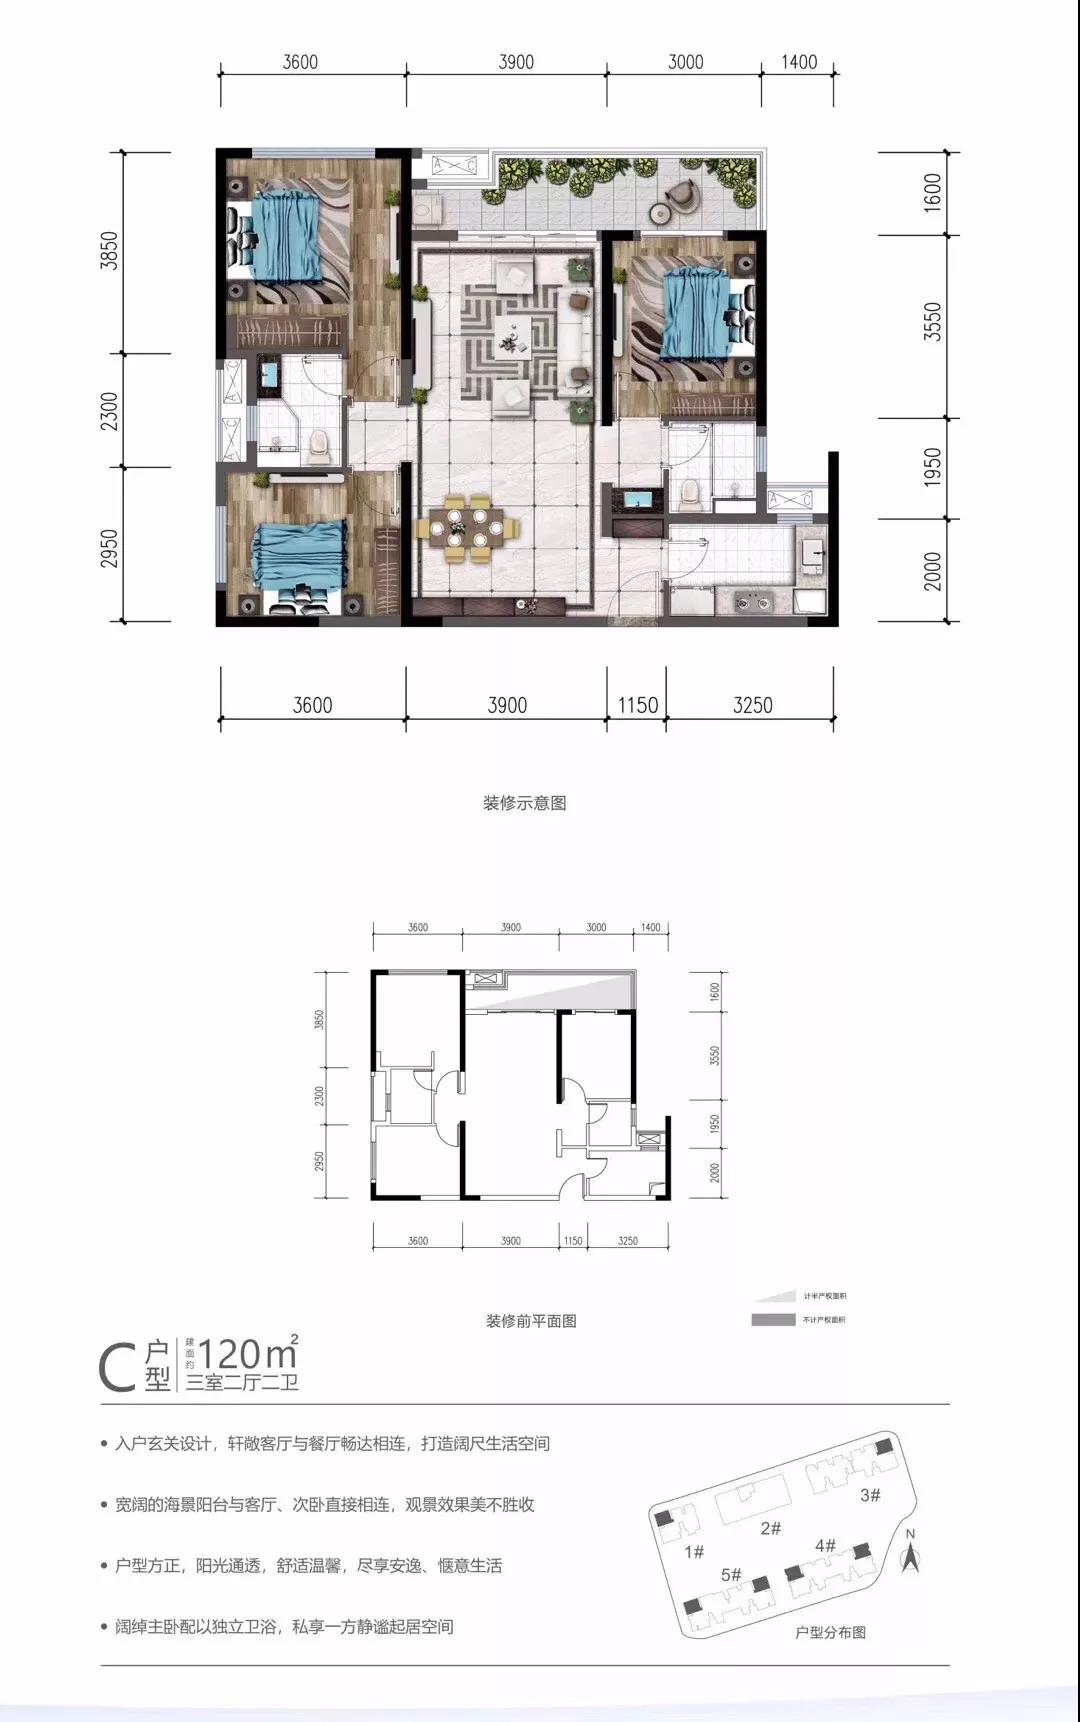 3600 3900 3000 1400
3850
2300
2950
1600
3550
1950
2000
A C
A C
A C
A C
3600 3900 1150 3250
装修示意图
3600 3900 3000 1400
3850
2300
2950
1600
3550
1950
2000
3600 3900 1150 3250
装修前平面图
计半产权面积
不计产权面积
C户型 建面约 120㎡
三室二厅二卫
• 入户玄关设计，轩敞客厅与餐厅畅达相连，打造阔尺生活空间
• 宽阔的海景阳台与客厅、次卧直接相连，观景效果美不胜收
• 户型方正，阳光通透，舒适温馨，尽享安逸、惬意生活
• 阔绰主卧配以独立卫浴，私享一方静谧起居空间
1#
2#
3#
4#
5#
N
户型分布图